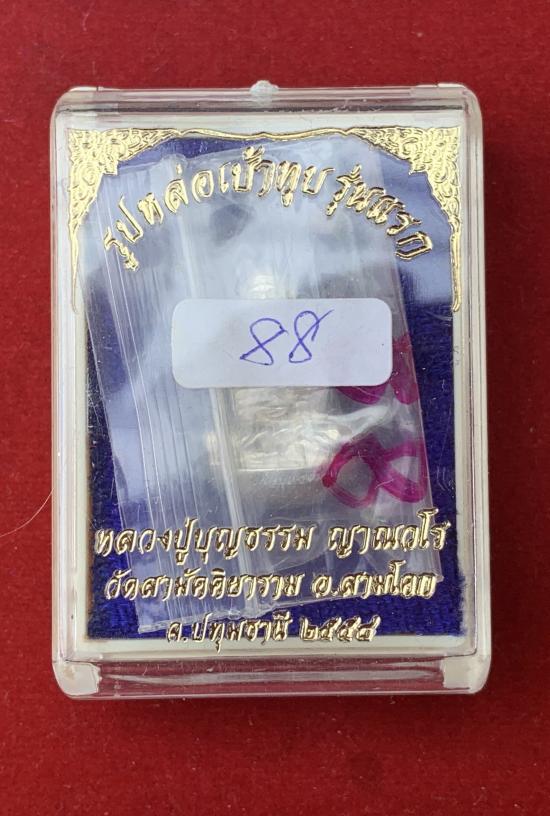 รูปหล่อเบ้าทุบ รุ่นแรก
88
88
หลวงปู่บุญธรรม ญาณวโร
วัดสามัคคิยาราม อ.สามโคก
จ.ปทุมธานี ๒๕๕๘